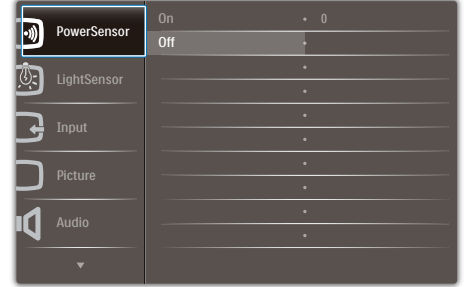 PowerSensor
LightSensor
Input
Picture
Audio
On • 0
Off •